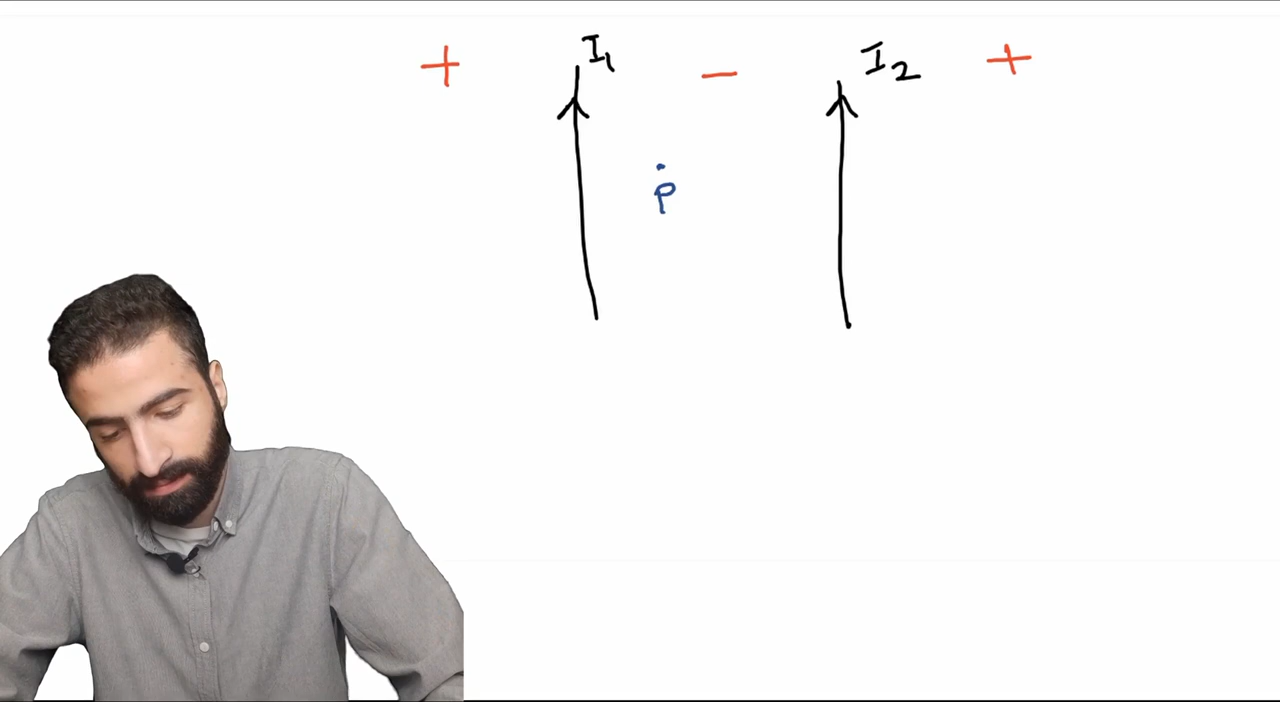 + I₁ − I₂ +
P